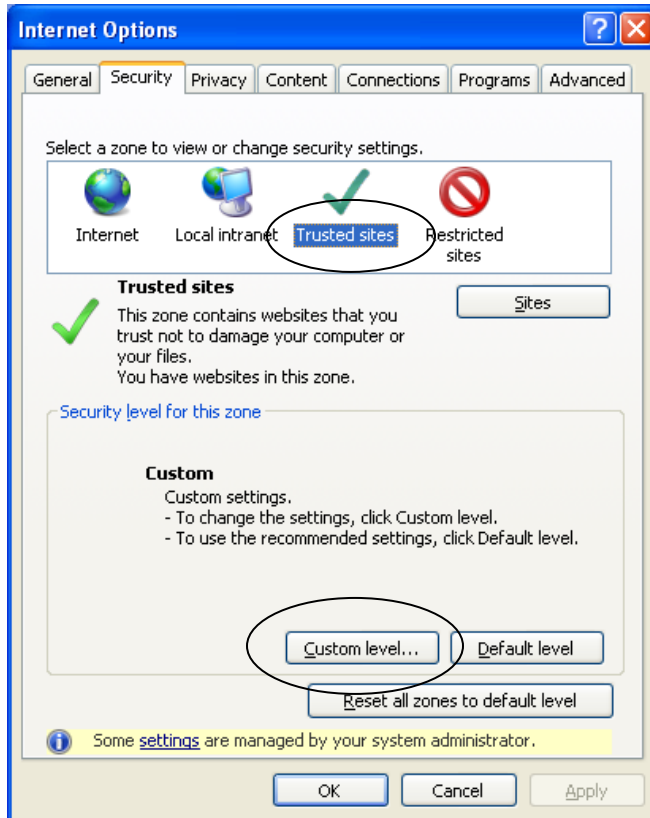 Internet Options
General Security Privacy Content Connections Programs Advanced
Select a zone to view or change security settings.
Internet Local intranet Trusted sites Restricted
sites
Trusted sites
Sites
This zone contains websites that you
trust not to damage your computer or
your files.
You have websites in this zone.
Security level for this zone
Custom
Custom settings.
- To change the settings, click Custom level.
- To use the recommended settings, click Default level.
Custom level... Default level
Reset all zones to default level
Some settings are managed by your system administrator.
OK Cancel Apply